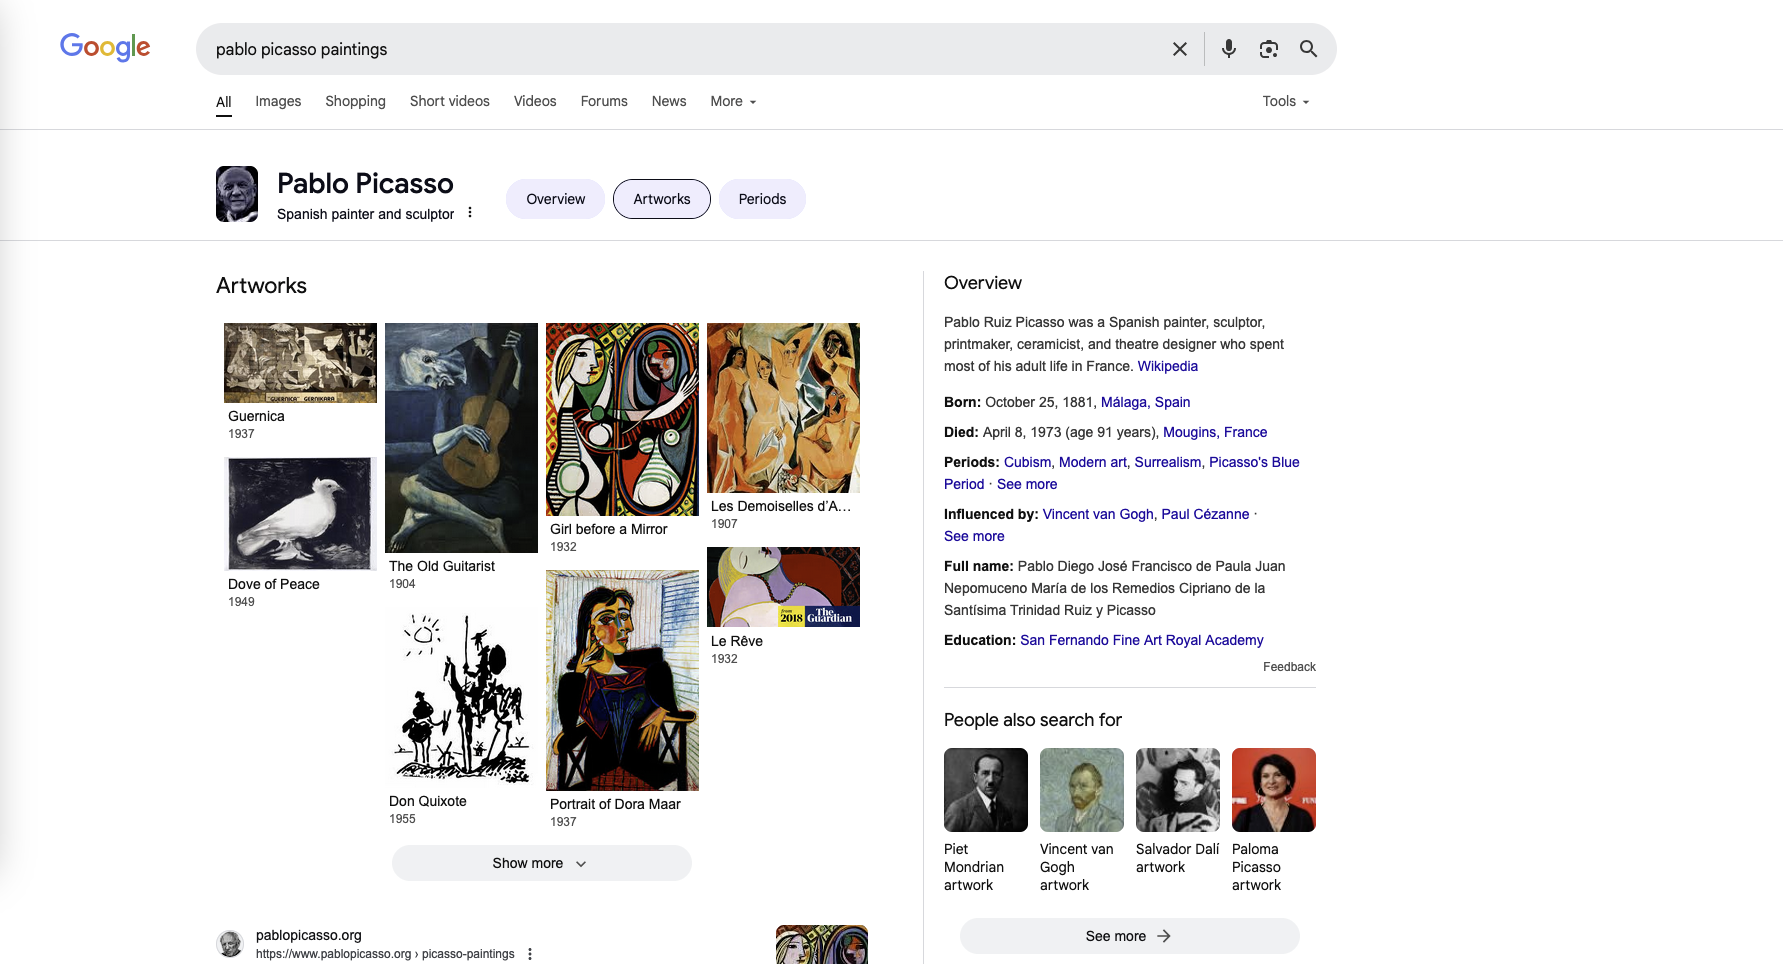 Google
pablo picasso paintings
All
Images
Shopping
Short videos
Videos
Forums
News
More
Tools
Pablo Picasso
Spanish painter and sculptor
Overview
Artworks
Periods
Artworks
"GUERNICA" GERNIKARA
Guernica
1937
Dove of Peace
1949
The Old Guitarist
1904
Don Quixote
1955
Girl before a Mirror
1932
Portrait of Dora Maar
1937
Les Demoiselles d'A...
1907
from
2018
The
Guardian
Le Rêve
1932
Show more
pablopicasso.org
https://www.pablopicasso.org › picasso-paintings
Overview
Pablo Ruiz Picasso was a Spanish painter, sculptor,
printmaker, ceramicist, and theatre designer who spent
most of his adult life in France. Wikipedia
Born: October 25, 1881, Málaga, Spain
Died: April 8, 1973 (age 91 years), Mougins, France
Periods: Cubism, Modern art, Surrealism, Picasso's Blue
Period · See more
Influenced by: Vincent van Gogh, Paul Cézanne ·
See more
Full name: Pablo Diego José Francisco de Paula Juan
Nepomuceno María de los Remedios Cipriano de la
Santísima Trinidad Ruiz y Picasso
Education: San Fernando Fine Art Royal Academy
Feedback
People also search for
Piet
Mondrian
artwork
Vincent van
Gogh
artwork
Salvador Dalí
artwork
Paloma
Picasso
artwork
See more